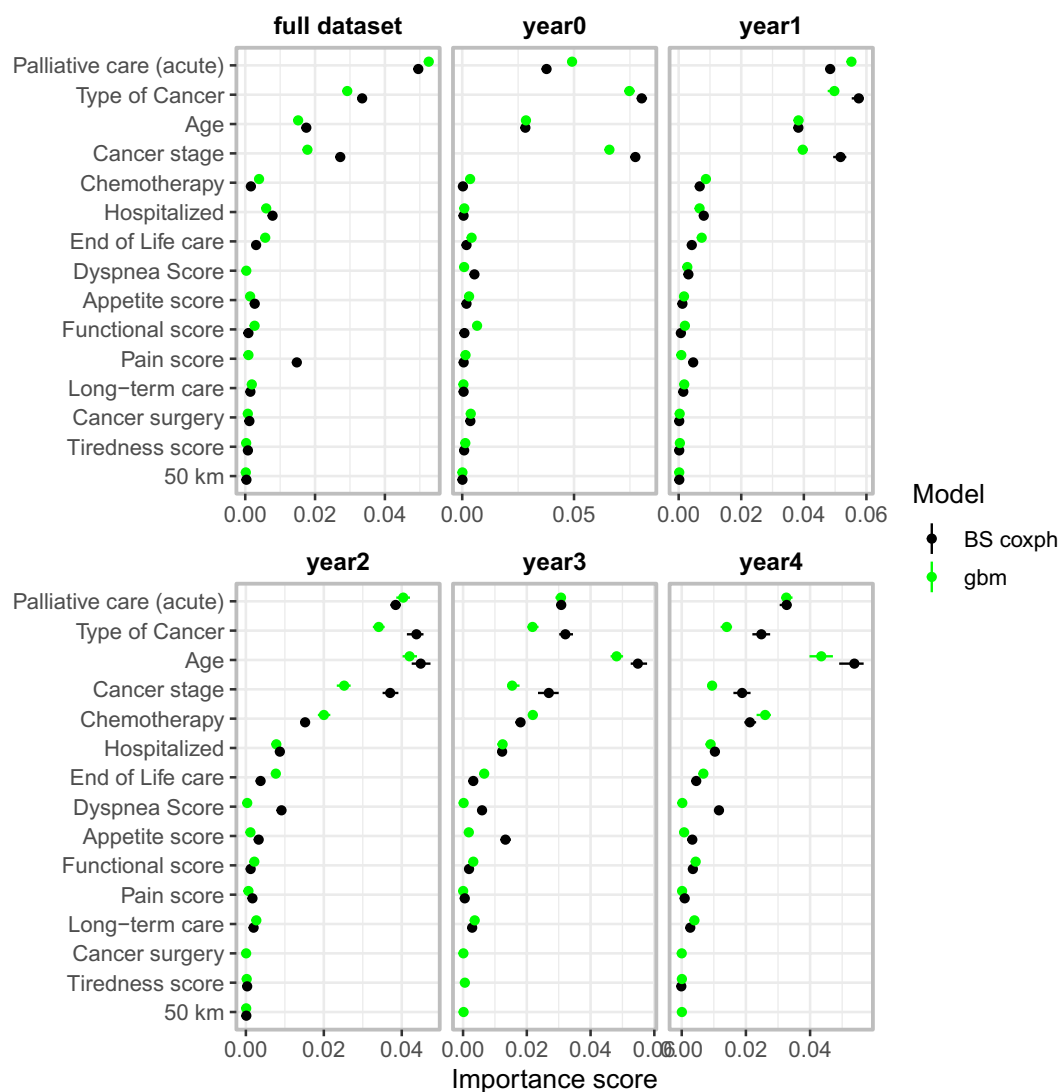 full dataset year0 year1
Palliative care (acute)
Type of Cancer
Age
Cancer stage
Chemotherapy
Hospitalized
End of Life care
Dyspnea Score
Appetite score
Functional score
Pain score
Long−term care
Cancer surgery
Tiredness score
50 km
0.00 0.02 0.04 0.00 0.05 0.00 0.02 0.04 0.06
Model
BS coxph
gbm
year2 year3 year4
Palliative care (acute)
Type of Cancer
Age
Cancer stage
Chemotherapy
Hospitalized
End of Life care
Dyspnea Score
Appetite score
Functional score
Pain score
Long−term care
Cancer surgery
Tiredness score
50 km
0.00 0.02 0.04 0.00 0.02 0.04 0.06 0.00 0.02 0.04
Importance score